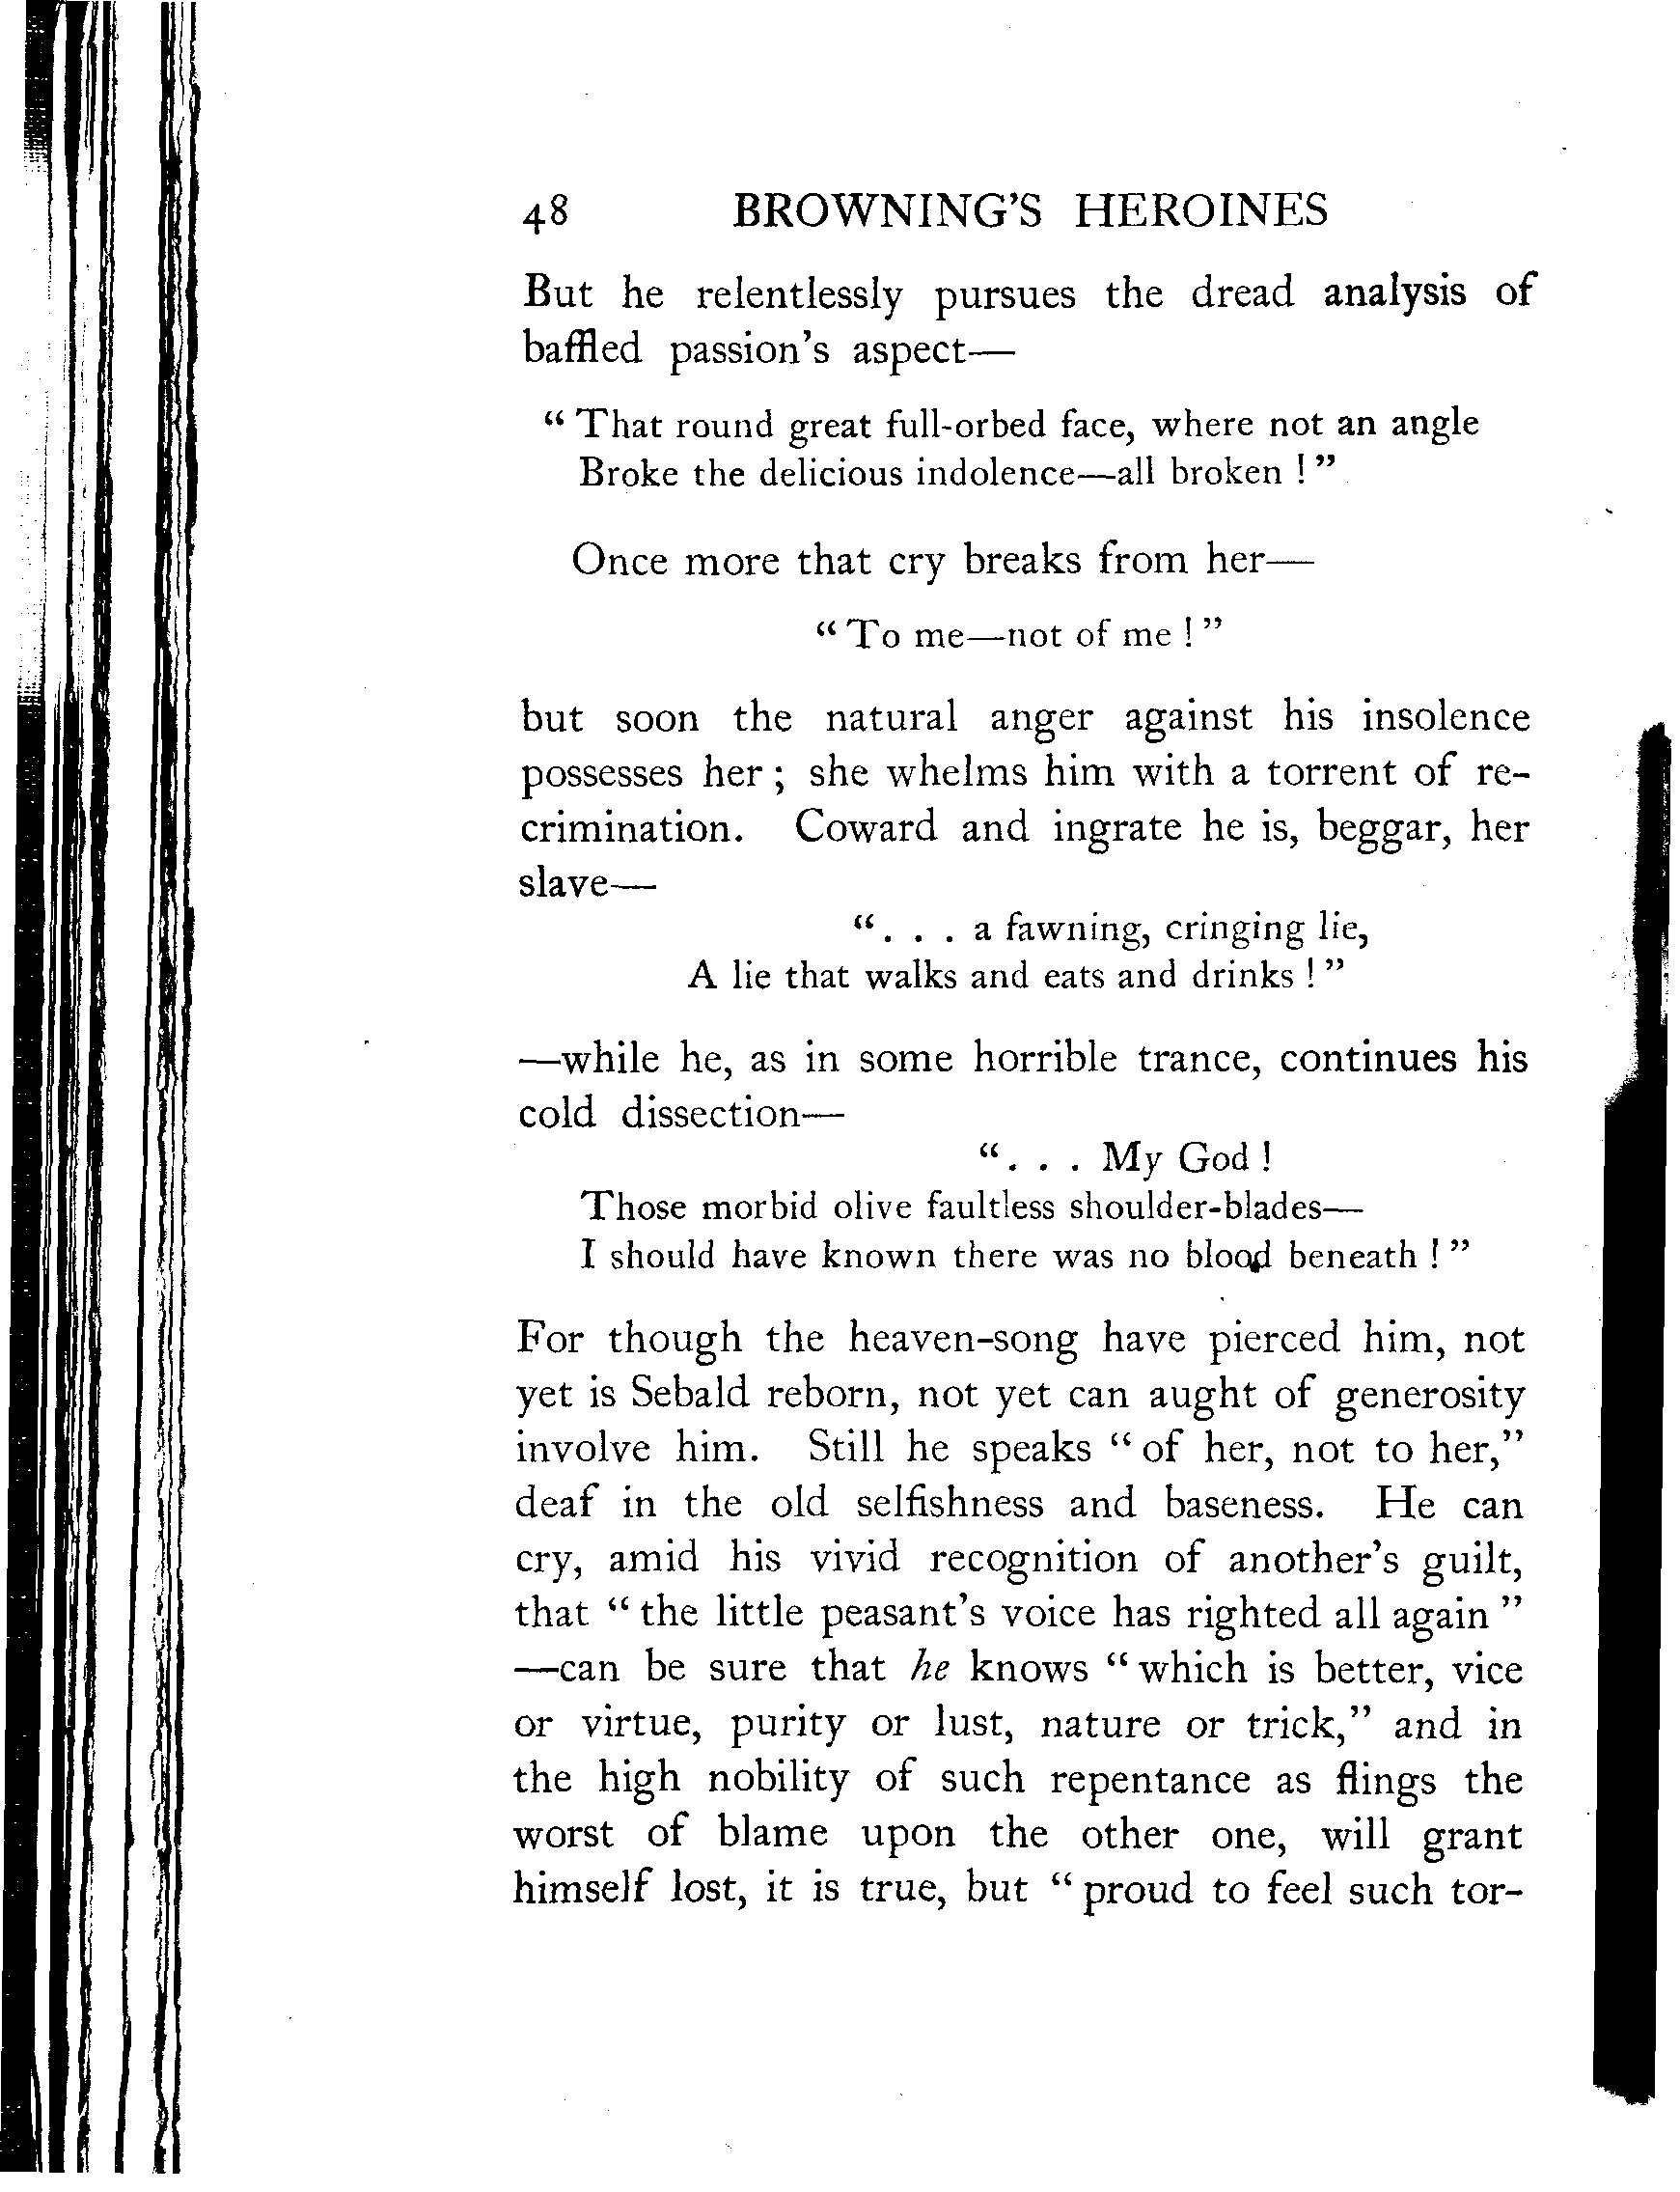 48 BROWNING'S HEROINES
But he relentlessly pursues the dread analysis of
baffled passion's aspect—
“That round great full-orbed face, where not an angle
Broke the delicious indolence—all broken !”
Once more that cry breaks from her—
“To me—not of me !”
but soon the natural anger against his insolence
possesses her ; she whelms him with a torrent of re-
crimination. Coward and ingrate he is, beggar, her
slave—
“. . . a fawning, cringing lie,
A lie that walks and eats and drinks !”
—while he, as in some horrible trance, continues his
cold dissection—
“. . . My God !
Those morbid olive faultless shoulder-blades—
I should have known there was no blood beneath !”
For though the heaven-song have pierced him, not
yet is Sebald reborn, not yet can aught of generosity
involve him. Still he speaks “of her, not to her,”
deaf in the old selfishness and baseness. He can
cry, amid his vivid recognition of another's guilt,
that “the little peasant's voice has righted all again”
—can be sure that he knows “which is better, vice
or virtue, purity or lust, nature or trick,” and in
the high nobility of such repentance as flings the
worst of blame upon the other one, will grant
himself lost, it is true, but “proud to feel such tor-